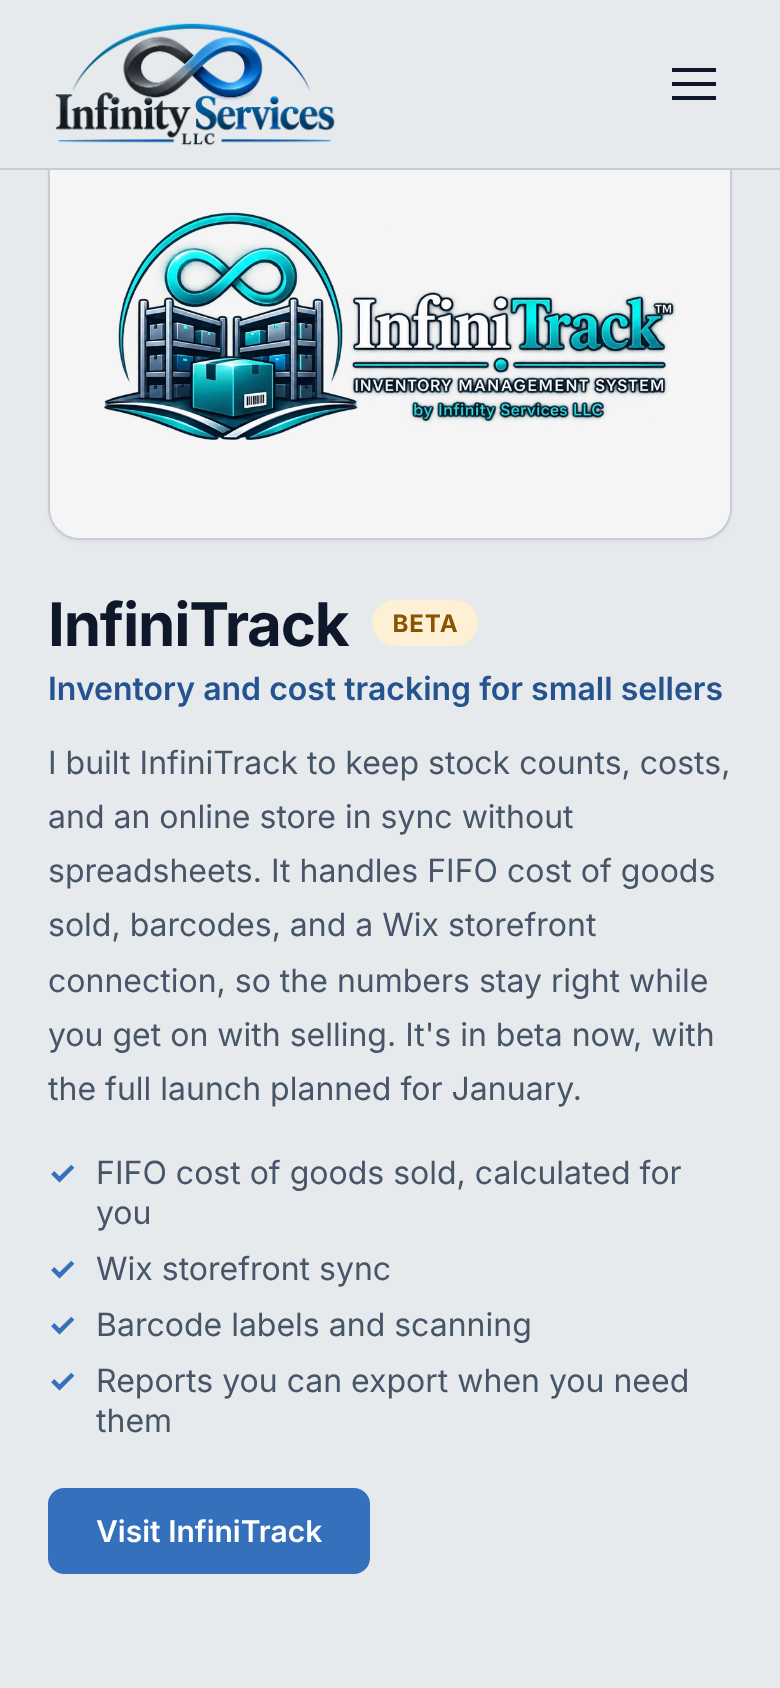 Infinity Services
LLC
InfiniTrack™
INVENTORY MANAGEMENT SYSTEM
by Infinity Services LLC
InfiniTrack BETA
Inventory and cost tracking for small sellers
I built InfiniTrack to keep stock counts, costs,
and an online store in sync without
spreadsheets. It handles FIFO cost of goods
sold, barcodes, and a Wix storefront
connection, so the numbers stay right while
you get on with selling. It's in beta now, with
the full launch planned for January.
FIFO cost of goods sold, calculated for
you
Wix storefront sync
Barcode labels and scanning
Reports you can export when you need
them
Visit InfiniTrack